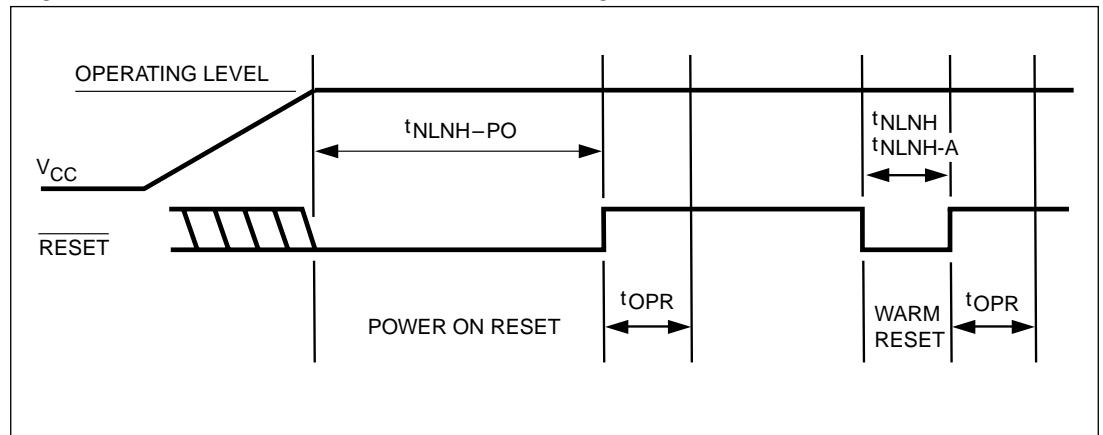 OPERATING LEVEL
tNLNH–PO
tNLNH
tNLNH-A
VCC
RESET
tOPR
POWER ON RESET
WARM
RESET
tOPR